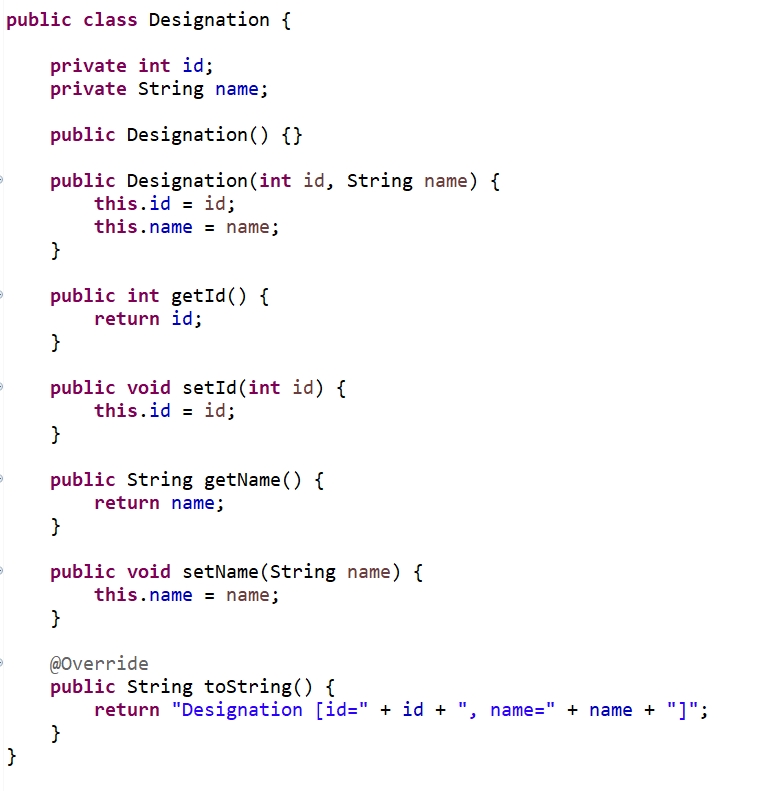 public class Designation {
private int id;
private String name;
public Designation() {}
public Designation(int id, String name) {
this.id = id;
this.name = name;
}
public int getId() {
return id;
}
public void setId(int id) {
this.id = id;
}
public String getName() {
return name;
}
public void setName(String name) {
this.name = name;
}
@Override
public String toString() {
return "Designation [id=" + id + ", name=" + name + "]";
}
}